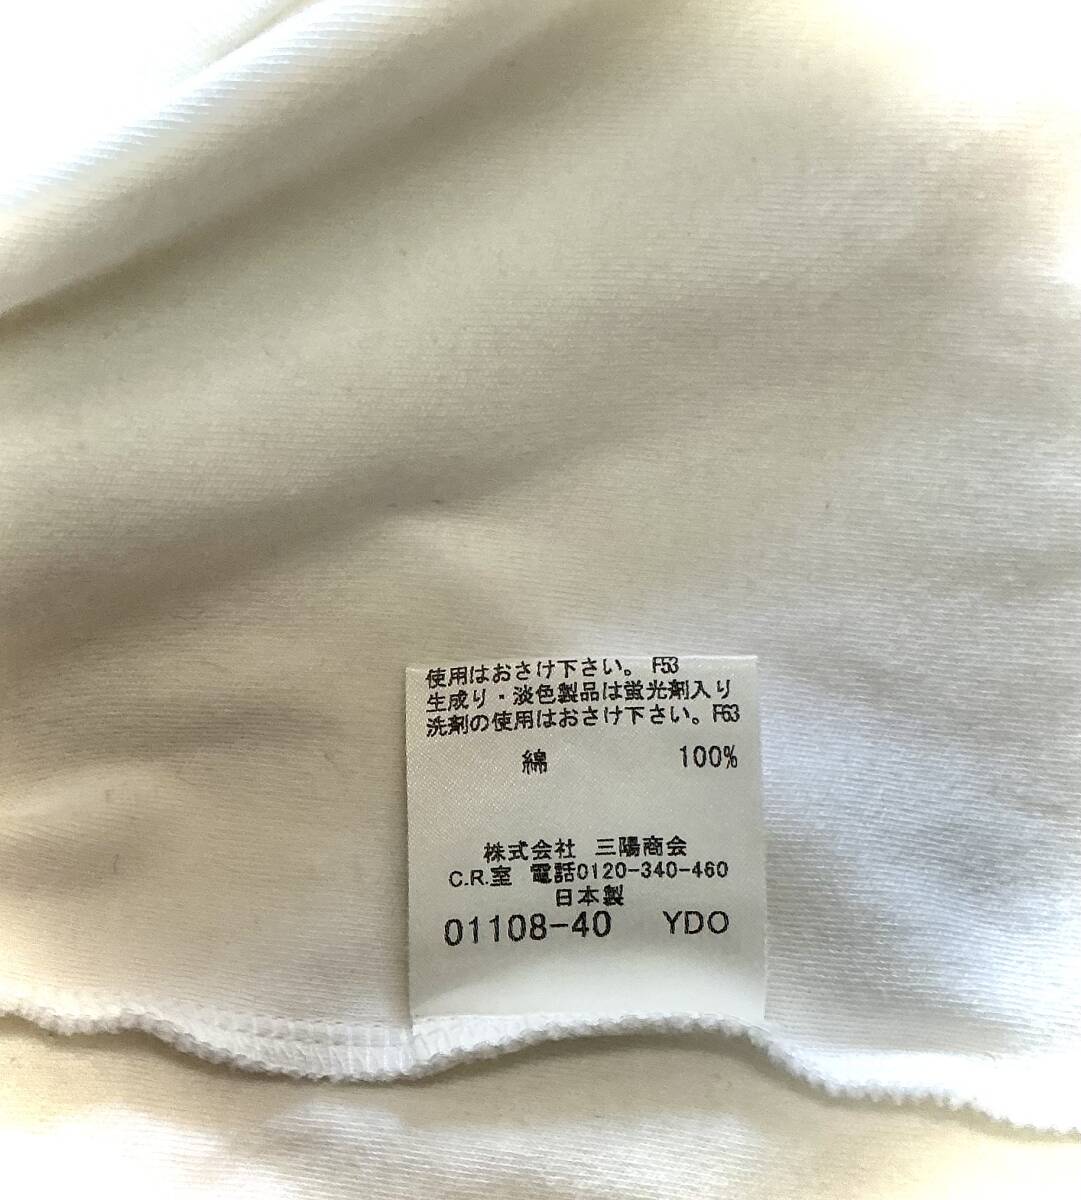 使用はおさけ下さい。 F53
生成り・淡色製品は蛍光剤入り
洗剤の使用はおさけ下さい。F63
綿 100%
株式会社 三陽商会
C.R.室 電話0120-340-460
日本製
01108-40 YDO